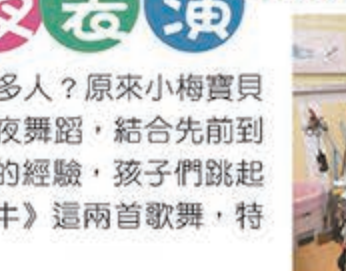 表演
多人？原來小梅寶貝
夜舞蹈，結合先前到
的經驗，孩子們跳起
牛》這兩首歌舞，特